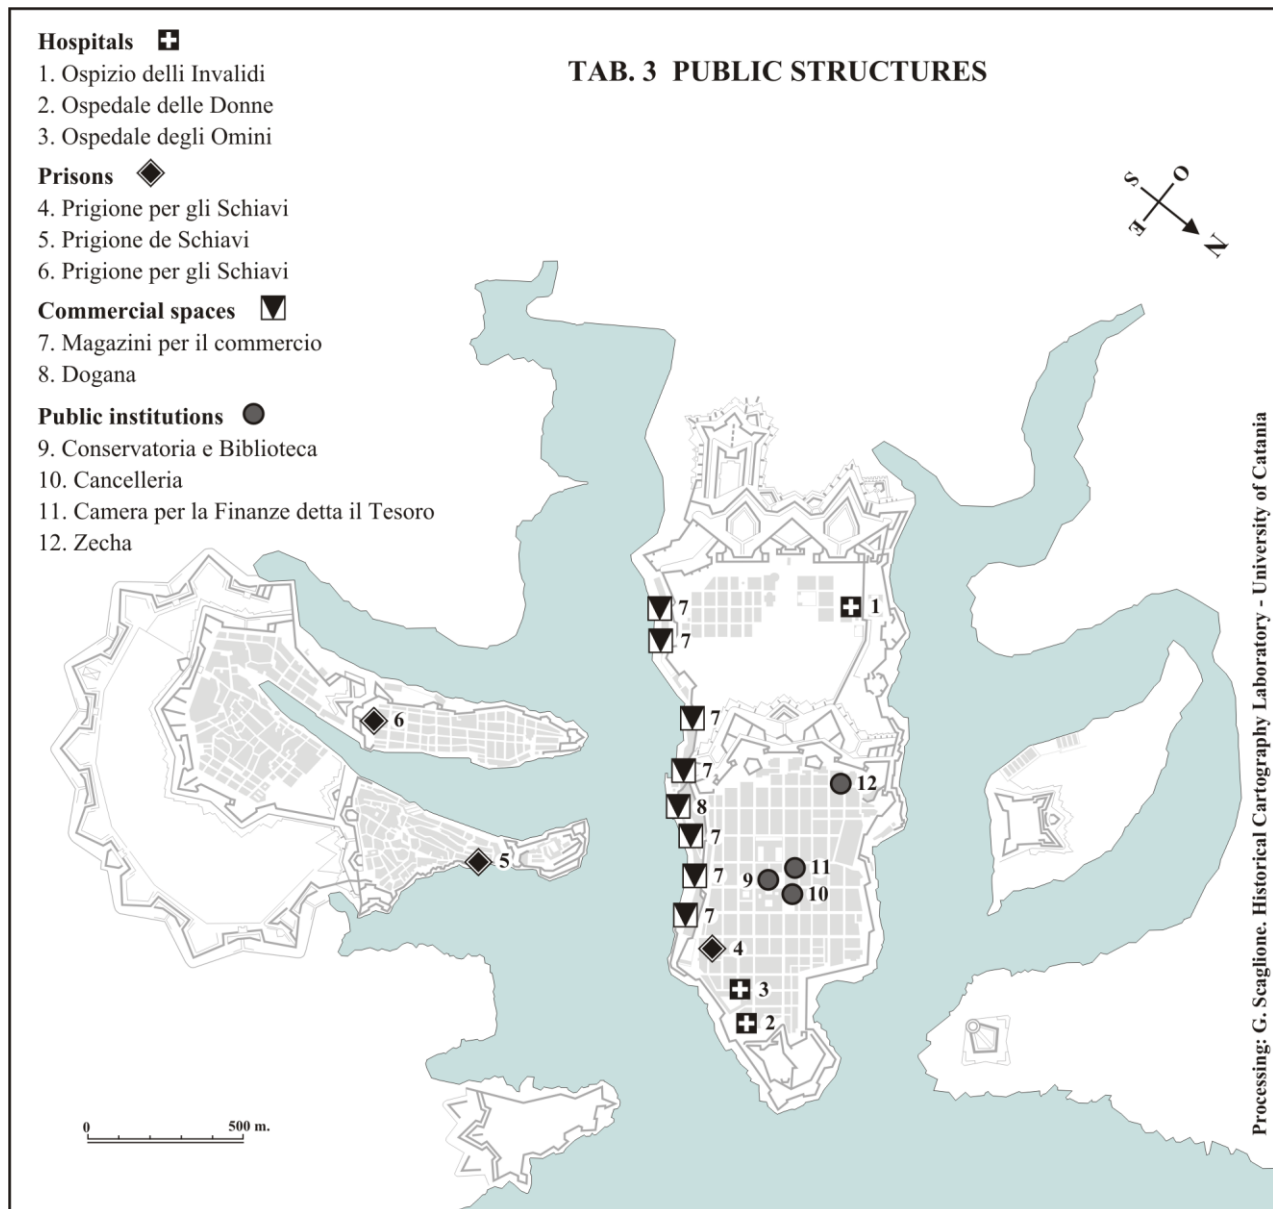 Hospitals
1. Ospizio delli Invalidi
2. Ospedale delle Donne
3. Ospedale degli Omini
Prisons
4. Prigione per gli Schiavi
5. Prigione de Schiavi
6. Prigione per gli Schiavi
Commercial spaces
7. Magazini per il commercio
8. Dogana
Public institutions
9. Conservatoria e Biblioteca
10. Cancelleria
11. Camera per la Finanze detta il Tesoro
12. Zecha
TAB. 3 PUBLIC STRUCTURES
S O
E N
7 1
7
7
6
7
12
8
7
5
11
7
9
10
7
4
3
2
0 500 m.
Processing: G. Scaglione. Historical Cartography Laboratory - University of Catania